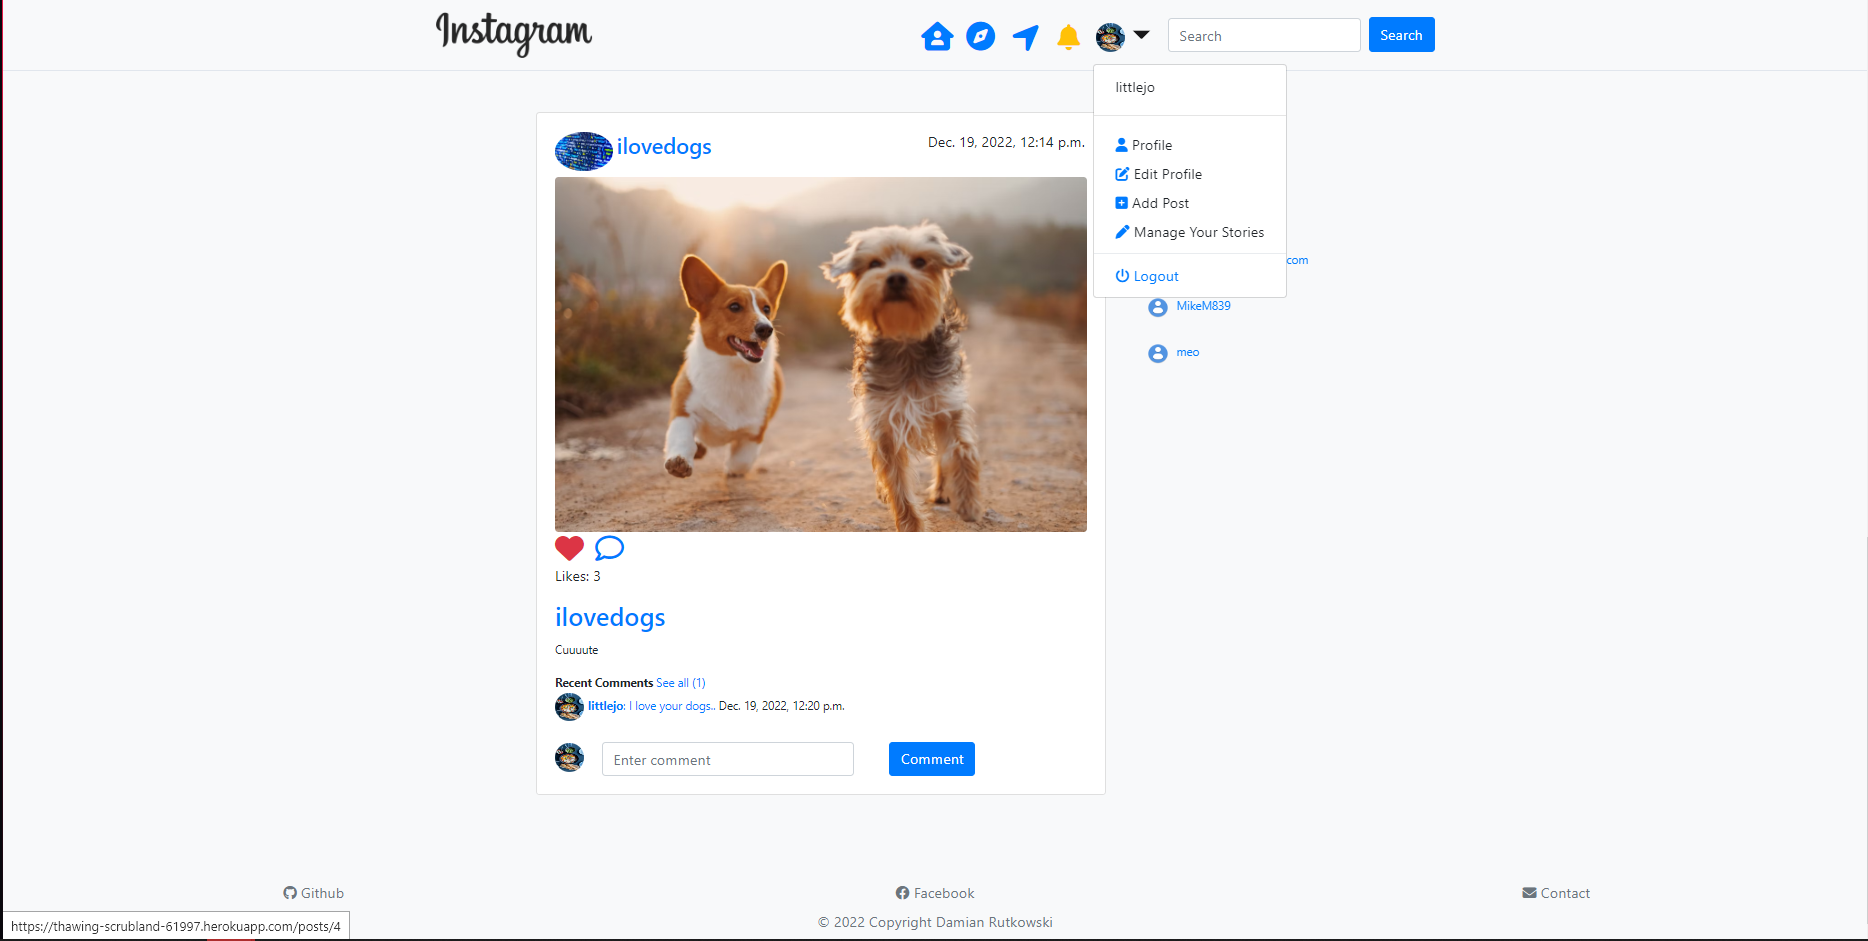 Instagram
Search
Search
littlejo
Profile
Edit Profile
Add Post
Manage Your Stories
Logout
com
MikeM839
meo
ilovedogs
Dec. 19, 2022, 12:14 p.m.
Likes: 3
ilovedogs
Cuuuute
Recent Comments See all (1)
littlejo: I love your dogs.. Dec. 19, 2022, 12:20 p.m.
Enter comment
Comment
Github
Facebook
Contact
© 2022 Copyright Damian Rutkowski
https://thawing-scrubland-61997.herokuapp.com/posts/4